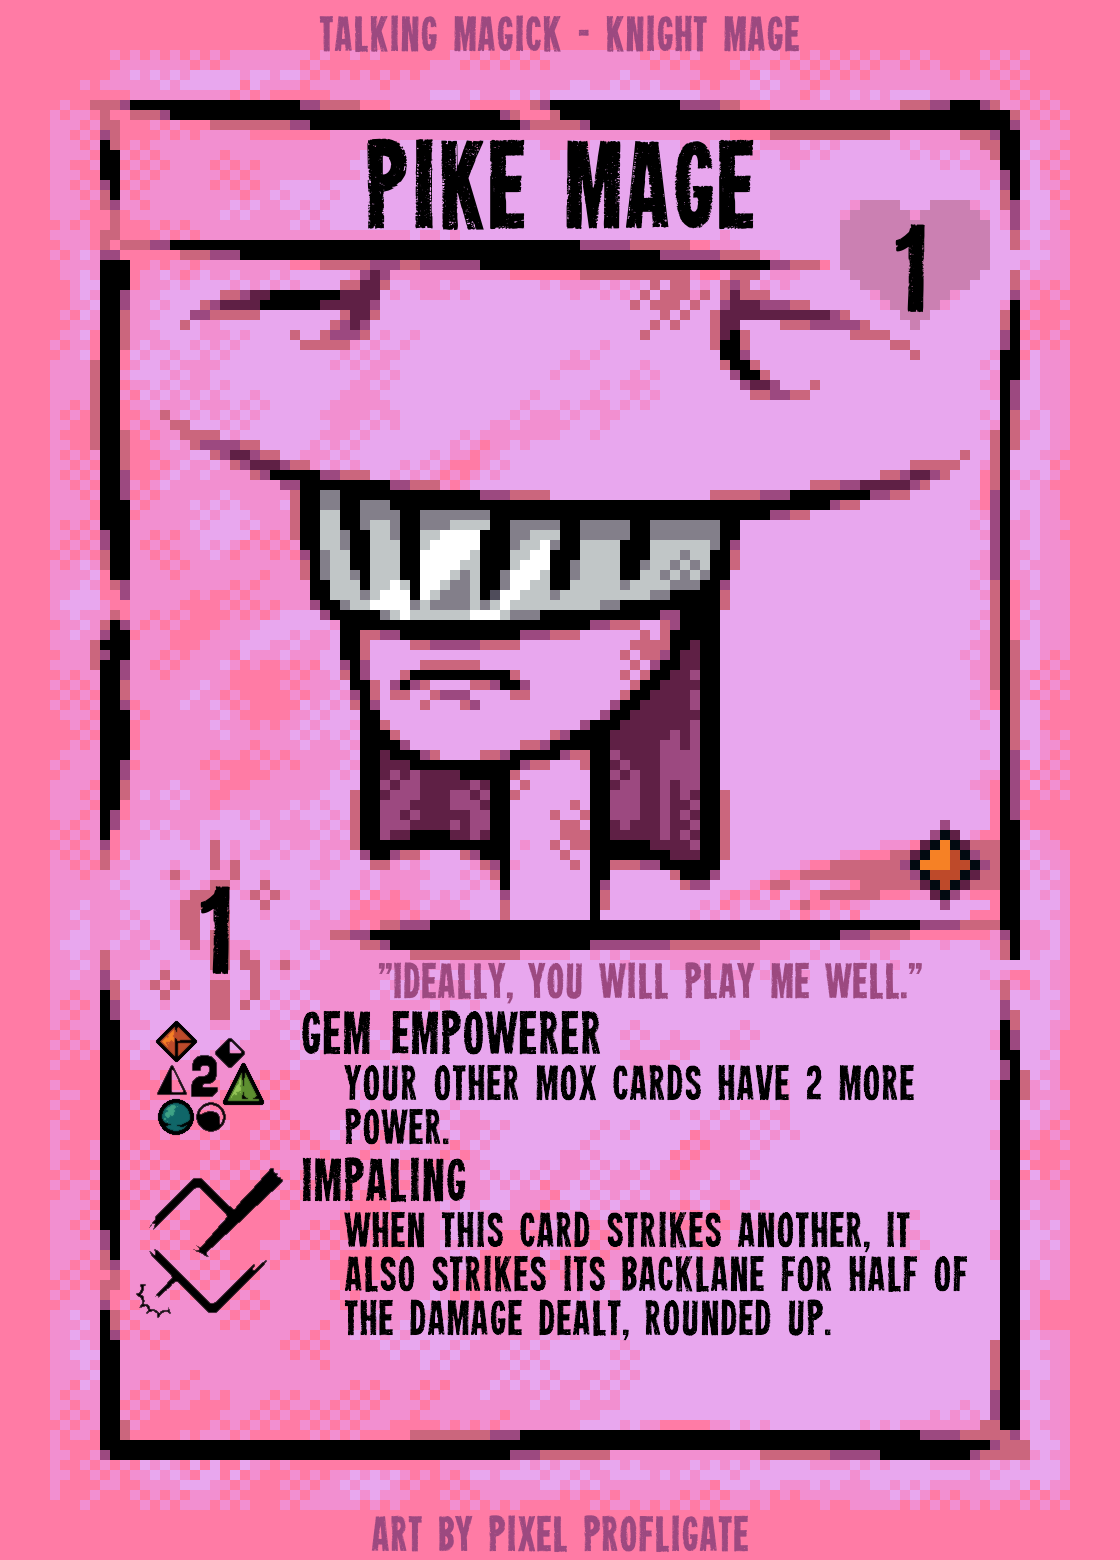 TALKING MAGICK - KNIGHT MAGE
PIKE MAGE
1
1
"IDEALLY, YOU WILL PLAY ME WELL."
GEM EMPOWERER
2
YOUR OTHER MOX CARDS HAVE 2 MORE
POWER.
IMPALING
WHEN THIS CARD STRIKES ANOTHER, IT
ALSO STRIKES ITS BACKLANE FOR HALF OF
THE DAMAGE DEALT, ROUNDED UP.
ART BY PIXEL PROFLIGATE